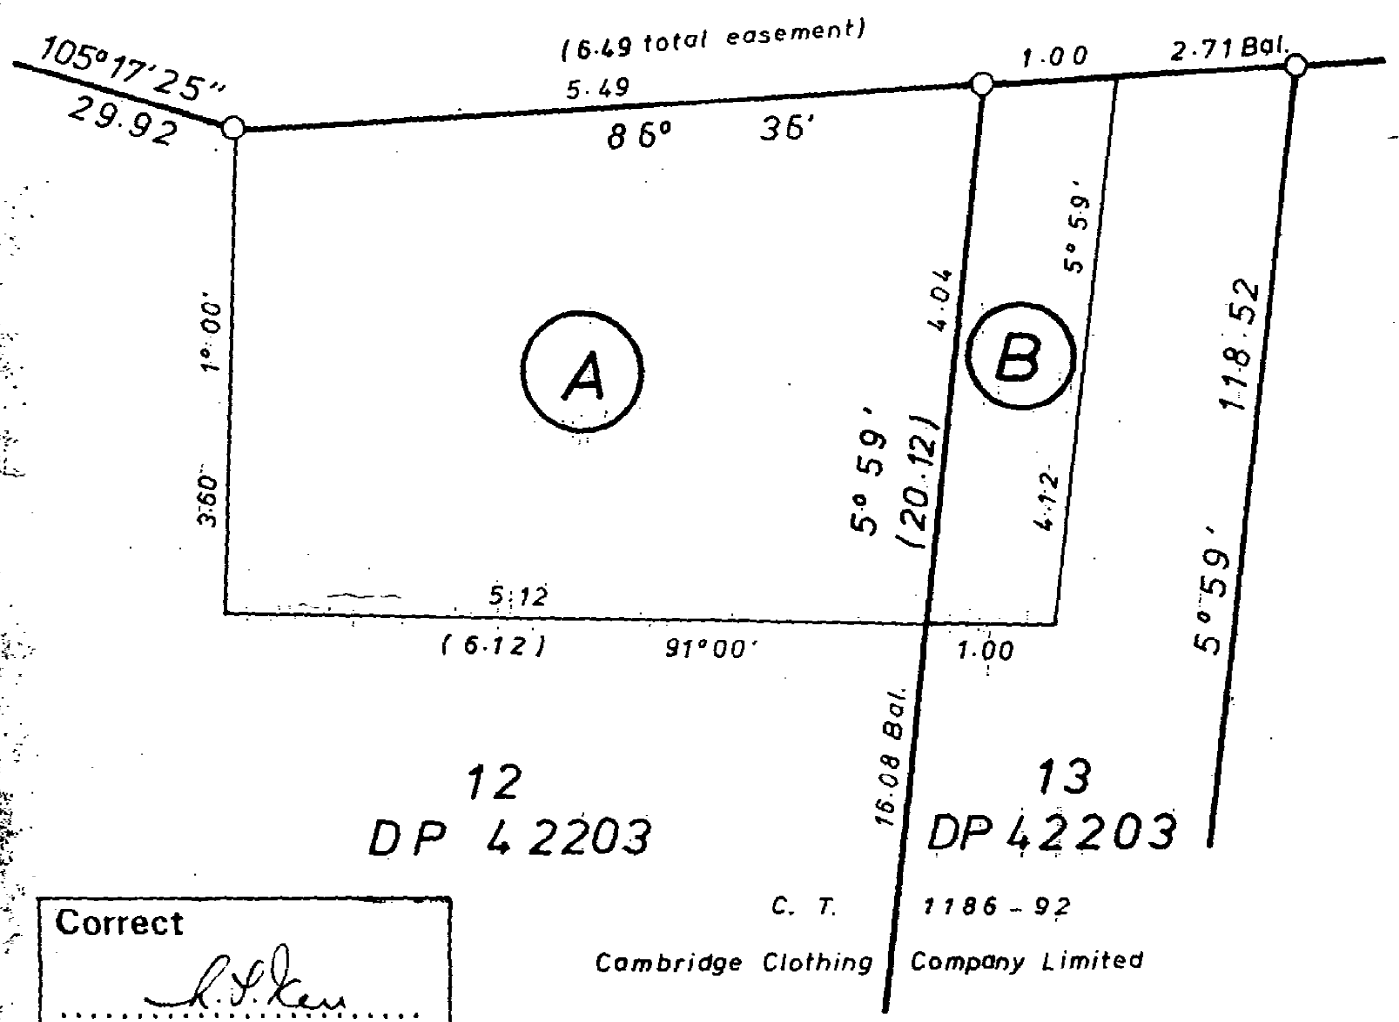 105°17'25"
29.92
(6.49 total easement)
5.49
86° 36'
1.00
2.71 Bal.
1° 00'
3.60
A
4.04
5° 59'
(20.12)
B
5° 59'
4.12
118.52
5° 59'
5.12
(6.12) 91°00' 1.00
16.08 Bal.
12
DP 42203
13
DP 42203
C. T. 1186-92
Cambridge Clothing Company Limited
Correct